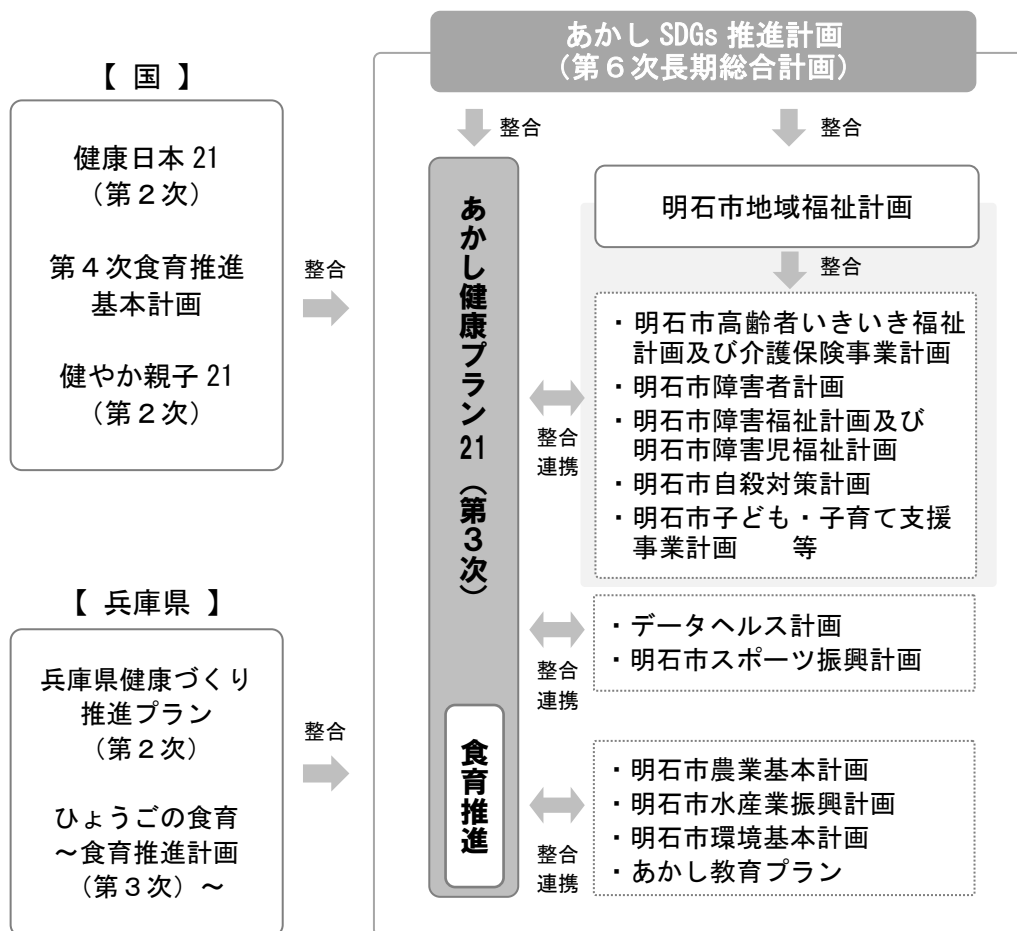 あかし SDGs 推進計画
（第６次長期総合計画）
【 国 】
健康日本 21
（第２次）
第４次食育推進
基本計画
健やか親子 21
（第２次）
整合
【 兵庫県 】
兵庫県健康づくり
推進プラン
（第２次）
ひょうごの食育
～食育推進計画
（第３次）～
整合
整合
あかし健康プラン 21（第３次）
食育推進
整合
明石市地域福祉計画
整合
・明石市高齢者いきいき福祉
計画及び介護保険事業計画
・明石市障害者計画
・明石市障害福祉計画及び
明石市障害児福祉計画
・明石市自殺対策計画
・明石市子ども・子育て支援
事業計画　　等
整合
連携
・データヘルス計画
・明石市スポーツ振興計画
整合
連携
・明石市農業基本計画
・明石市水産業振興計画
・明石市環境基本計画
・あかし教育プラン
整合
連携